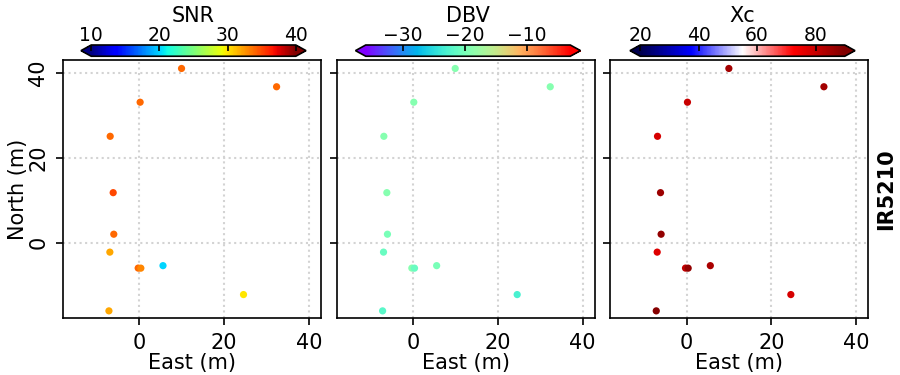 SNR DBV Xc
10 20 30 40 −30 −20 −10 20 40 60 80
40
20
0
North (m)
IR5210
0 20 40 0 20 40 0 20 40
East (m) East (m) East (m)